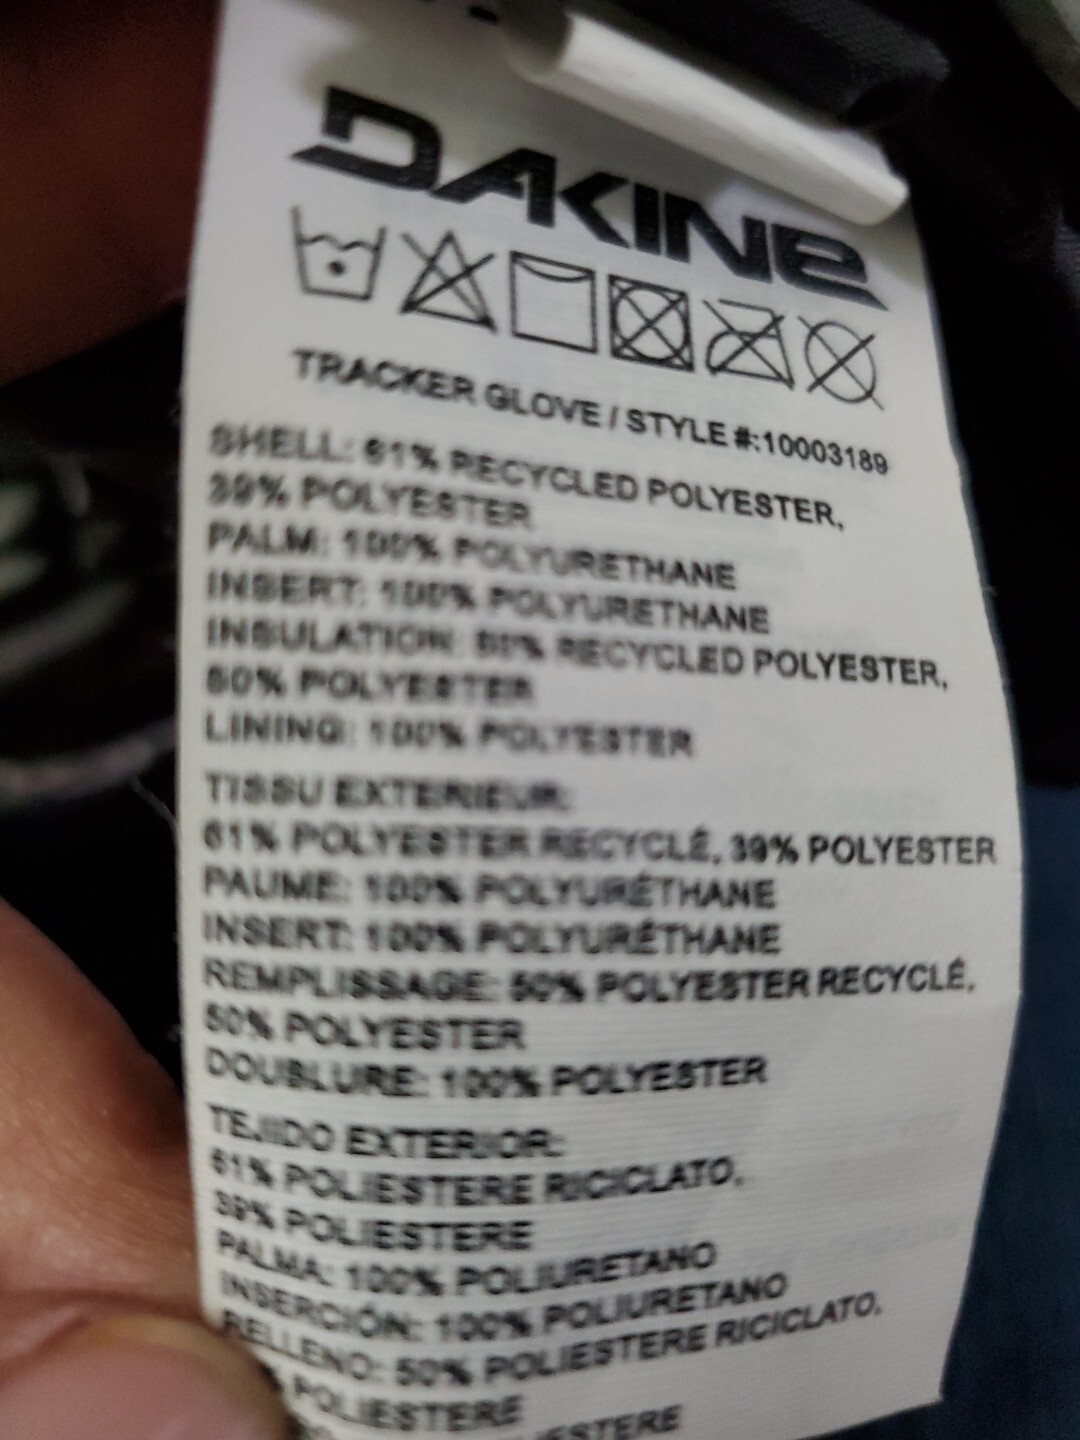 DAKINE
TRACKER GLOVE / STYLE #:10003189
SHELL: 61% RECYCLED POLYESTER,
39% POLYESTER
PALM: 100% POLYURETHANE
INSERT: 100% POLYURETHANE
INSULATION: 50% RECYCLED POLYESTER,
50% POLYESTER
LINING: 100% POLYESTER
TISSU EXTERIEUR:
61% POLYESTER RECYCLÉ, 39% POLYESTER
PAUME: 100% POLYURÉTHANE
INSERT: 100% POLYURÉTHANE
REMPLISSAGE: 50% POLYESTER RECYCLÉ,
50% POLYESTER
DOUBLURE: 100% POLYESTER
TEJIDO EXTERIOR:
61% POLIESTERE RICICLATO,
39% POLIESTERE
PALMA: 100% POLIURETANO
INSERCIÓN: 100% POLIURETANO
RELLENO: 50% POLIESTERE RICICLATO,
POLIESTERE